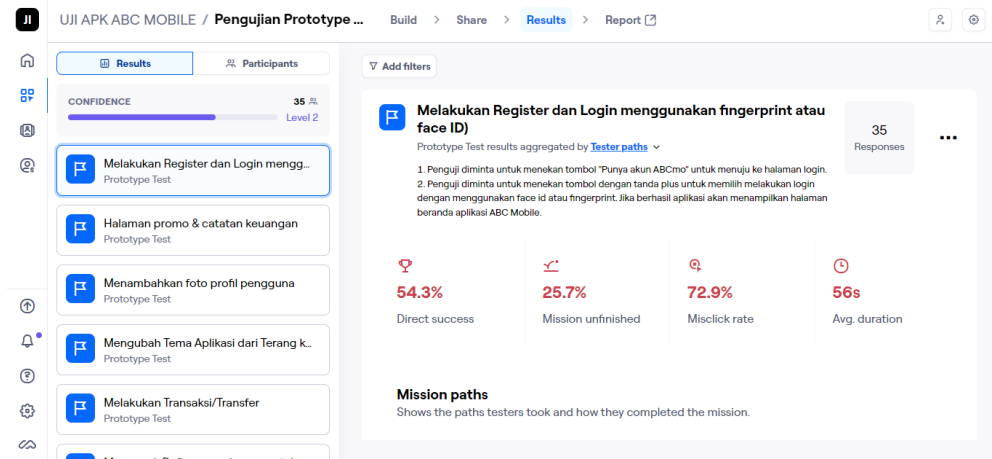 JI
UJI APK ABC MOBILE / Pengujian Prototype ...
Build > Share > Results > Report
Results
Participants
CONFIDENCE
35
Level 2
Melakukan Register dan Login mengg...
Prototype Test
Halaman promo & catatan keuangan
Prototype Test
Menambahkan foto profil pengguna
Prototype Test
Mengubah Tema Aplikasi dari Terang k...
Prototype Test
Melakukan Transaksi/Transfer
Prototype Test
Add filters
Melakukan Register dan Login menggunakan fingerprint atau
face ID)
Prototype Test results aggregated by Tester paths
1. Penguji diminta untuk menekan tombol "Punya akun ABCmo" untuk menuju ke halaman login.
2. Penguji diminta untuk menekan tombol dengan tanda plus untuk memilih melakukan login
dengan menggunakan face id atau fingerprint. Jika berhasil aplikasi akan menampilkan halaman
beranda aplikasi ABC Mobile.
35
Responses
54.3%
Direct success
25.7%
Mission unfinished
72.9%
Misclick rate
56s
Avg. duration
Mission paths
Shows the paths testers took and how they completed the mission.